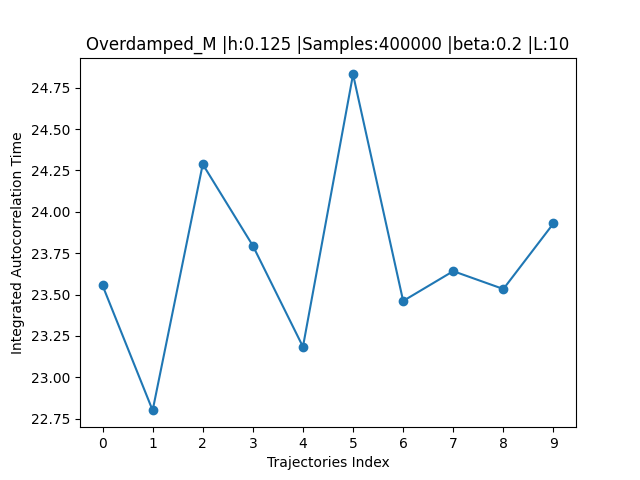 Overdamped_M |h:0.125 |Samples:400000 |beta:0.2 |L:10
Integrated Autocorrelation Time
24.75
24.50
24.25
24.00
23.75
23.50
23.25
23.00
22.75
0 1 2 3 4 5 6 7 8 9
Trajectories Index